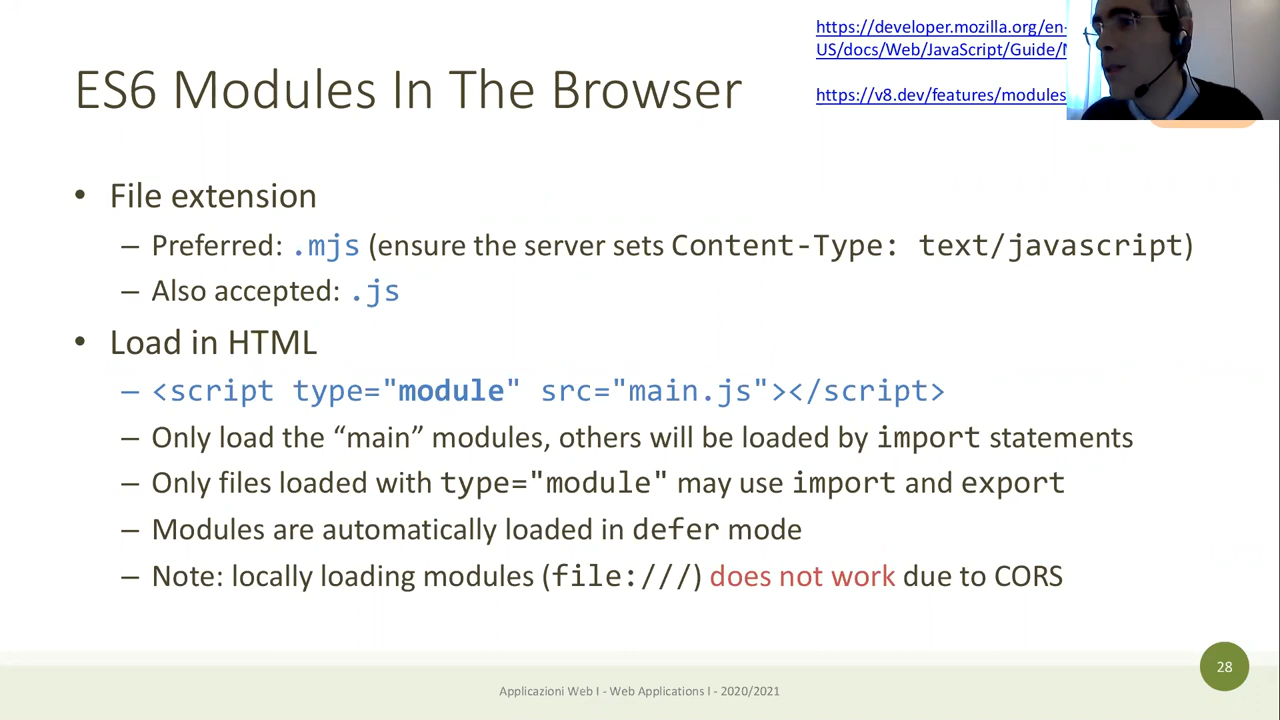 https://developer.mozilla.org/en-
US/docs/Web/JavaScript/Guide/
https://v8.dev/features/modules
ES6 Modules In The Browser
• File extension
– Preferred: .mjs (ensure the server sets Content-Type: text/javascript)
– Also accepted: .js
• Load in HTML
– <script type="module" src="main.js"></script>
– Only load the “main” modules, others will be loaded by import statements
– Only files loaded with type="module" may use import and export
– Modules are automatically loaded in defer mode
– Note: locally loading modules (file:///) does not work due to CORS
28
Applicazioni Web I - Web Applications I - 2020/2021